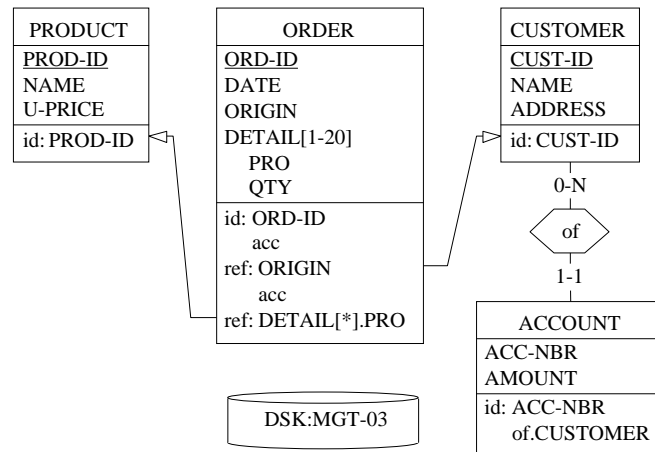 PRODUCT
PROD-ID
NAME
U-PRICE
id: PROD-ID
ORDER
ORD-ID
DATE
ORIGIN
DETAIL[1-20]
PRO
QTY
id: ORD-ID
acc
ref: ORIGIN
acc
ref: DETAIL[*].PRO
CUSTOMER
CUST-ID
NAME
ADDRESS
id: CUST-ID
0-N
of
1-1
ACCOUNT
ACC-NBR
AMOUNT
id: ACC-NBR
of.CUSTOMER
DSK:MGT-03